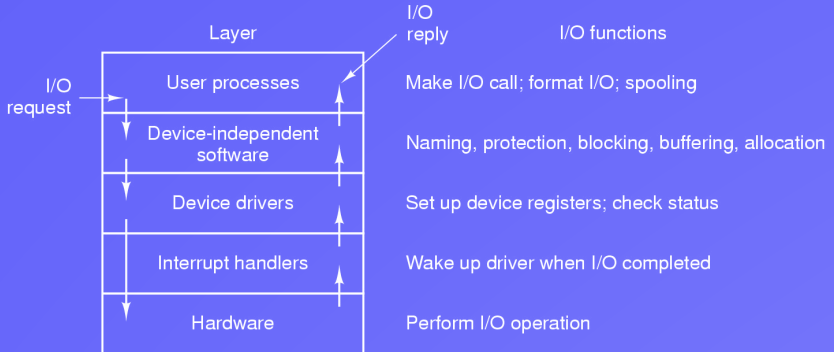 Layer
I/O
reply
I/O functions
I/O
request
User processes
Make I/O call; format I/O; spooling
Device-independent
software
Naming, protection, blocking, buffering, allocation
Device drivers
Set up device registers; check status
Interrupt handlers
Wake up driver when I/O completed
Hardware
Perform I/O operation